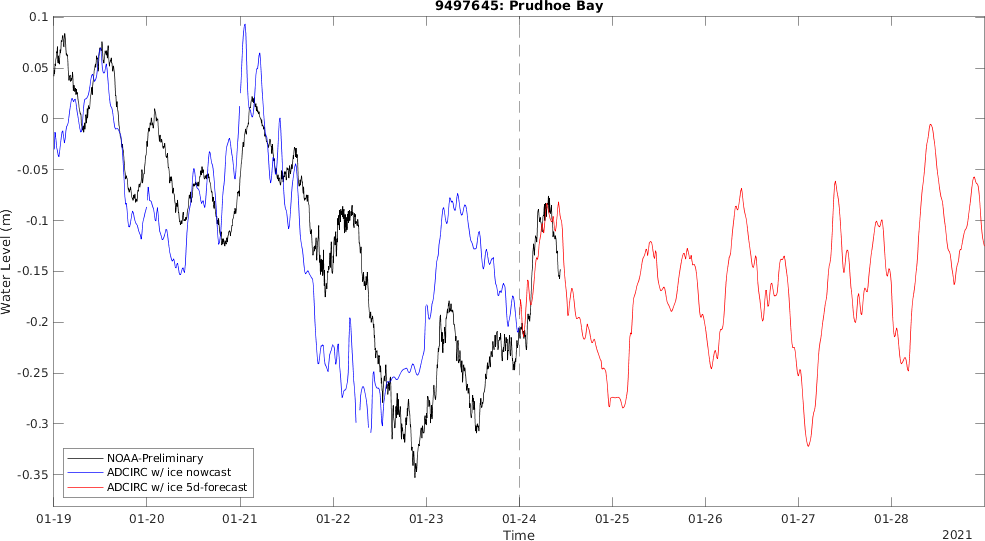 9497645: Prudhoe Bay
Water Level (m)
0.1
0.05
0
-0.05
-0.1
-0.15
-0.2
-0.25
-0.3
-0.35
NOAA-Preliminary
ADCIRC w/ ice nowcast
ADCIRC w/ ice 5d-forecast
01-19 01-20 01-21 01-22 01-23 01-24 01-25 01-26 01-27 01-28
Time
2021